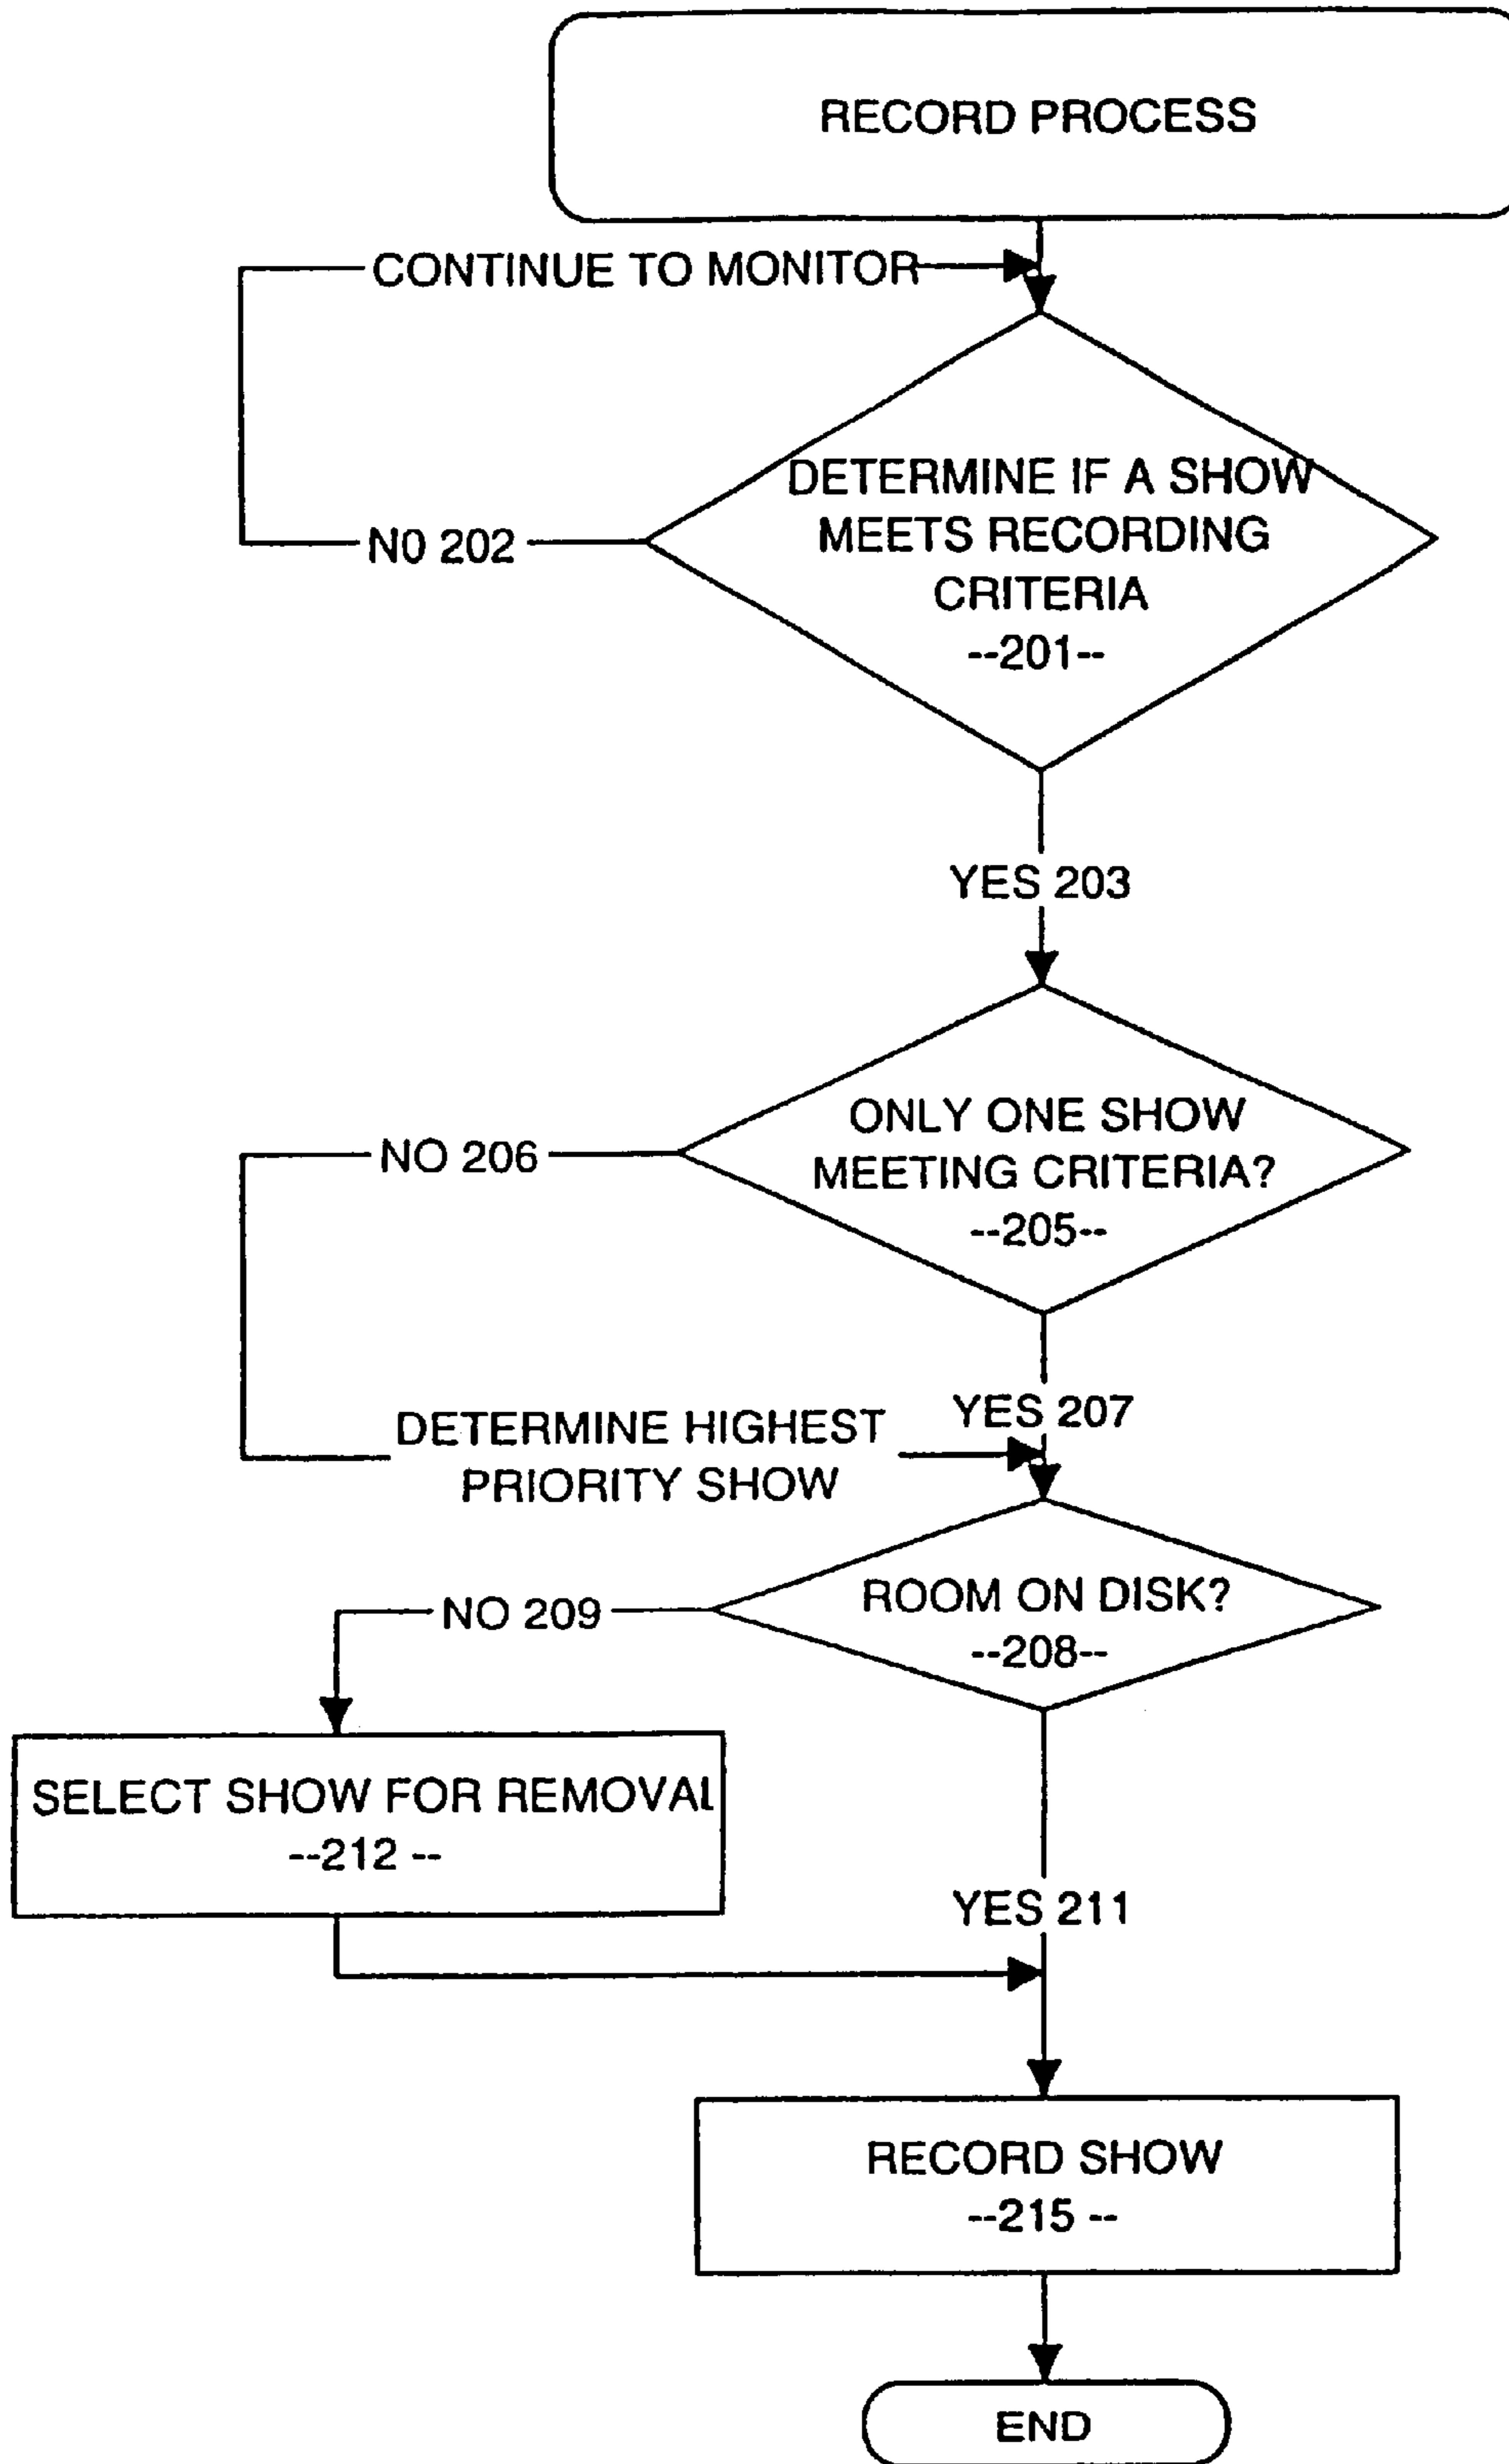 RECORD PROCESS
CONTINUE TO MONITOR
DETERMINE IF A SHOW
MEETS RECORDING
CRITERIA
--201--
N0 202
YES 203
ONLY ONE SHOW
MEETING CRITERIA?
--205--
NO 206
YES 207
DETERMINE HIGHEST
PRIORITY SHOW
ROOM ON DISK?
--208--
NO 209
SELECT SHOW FOR REMOVAL
--212 --
YES 211
RECORD SHOW
--215 --
END